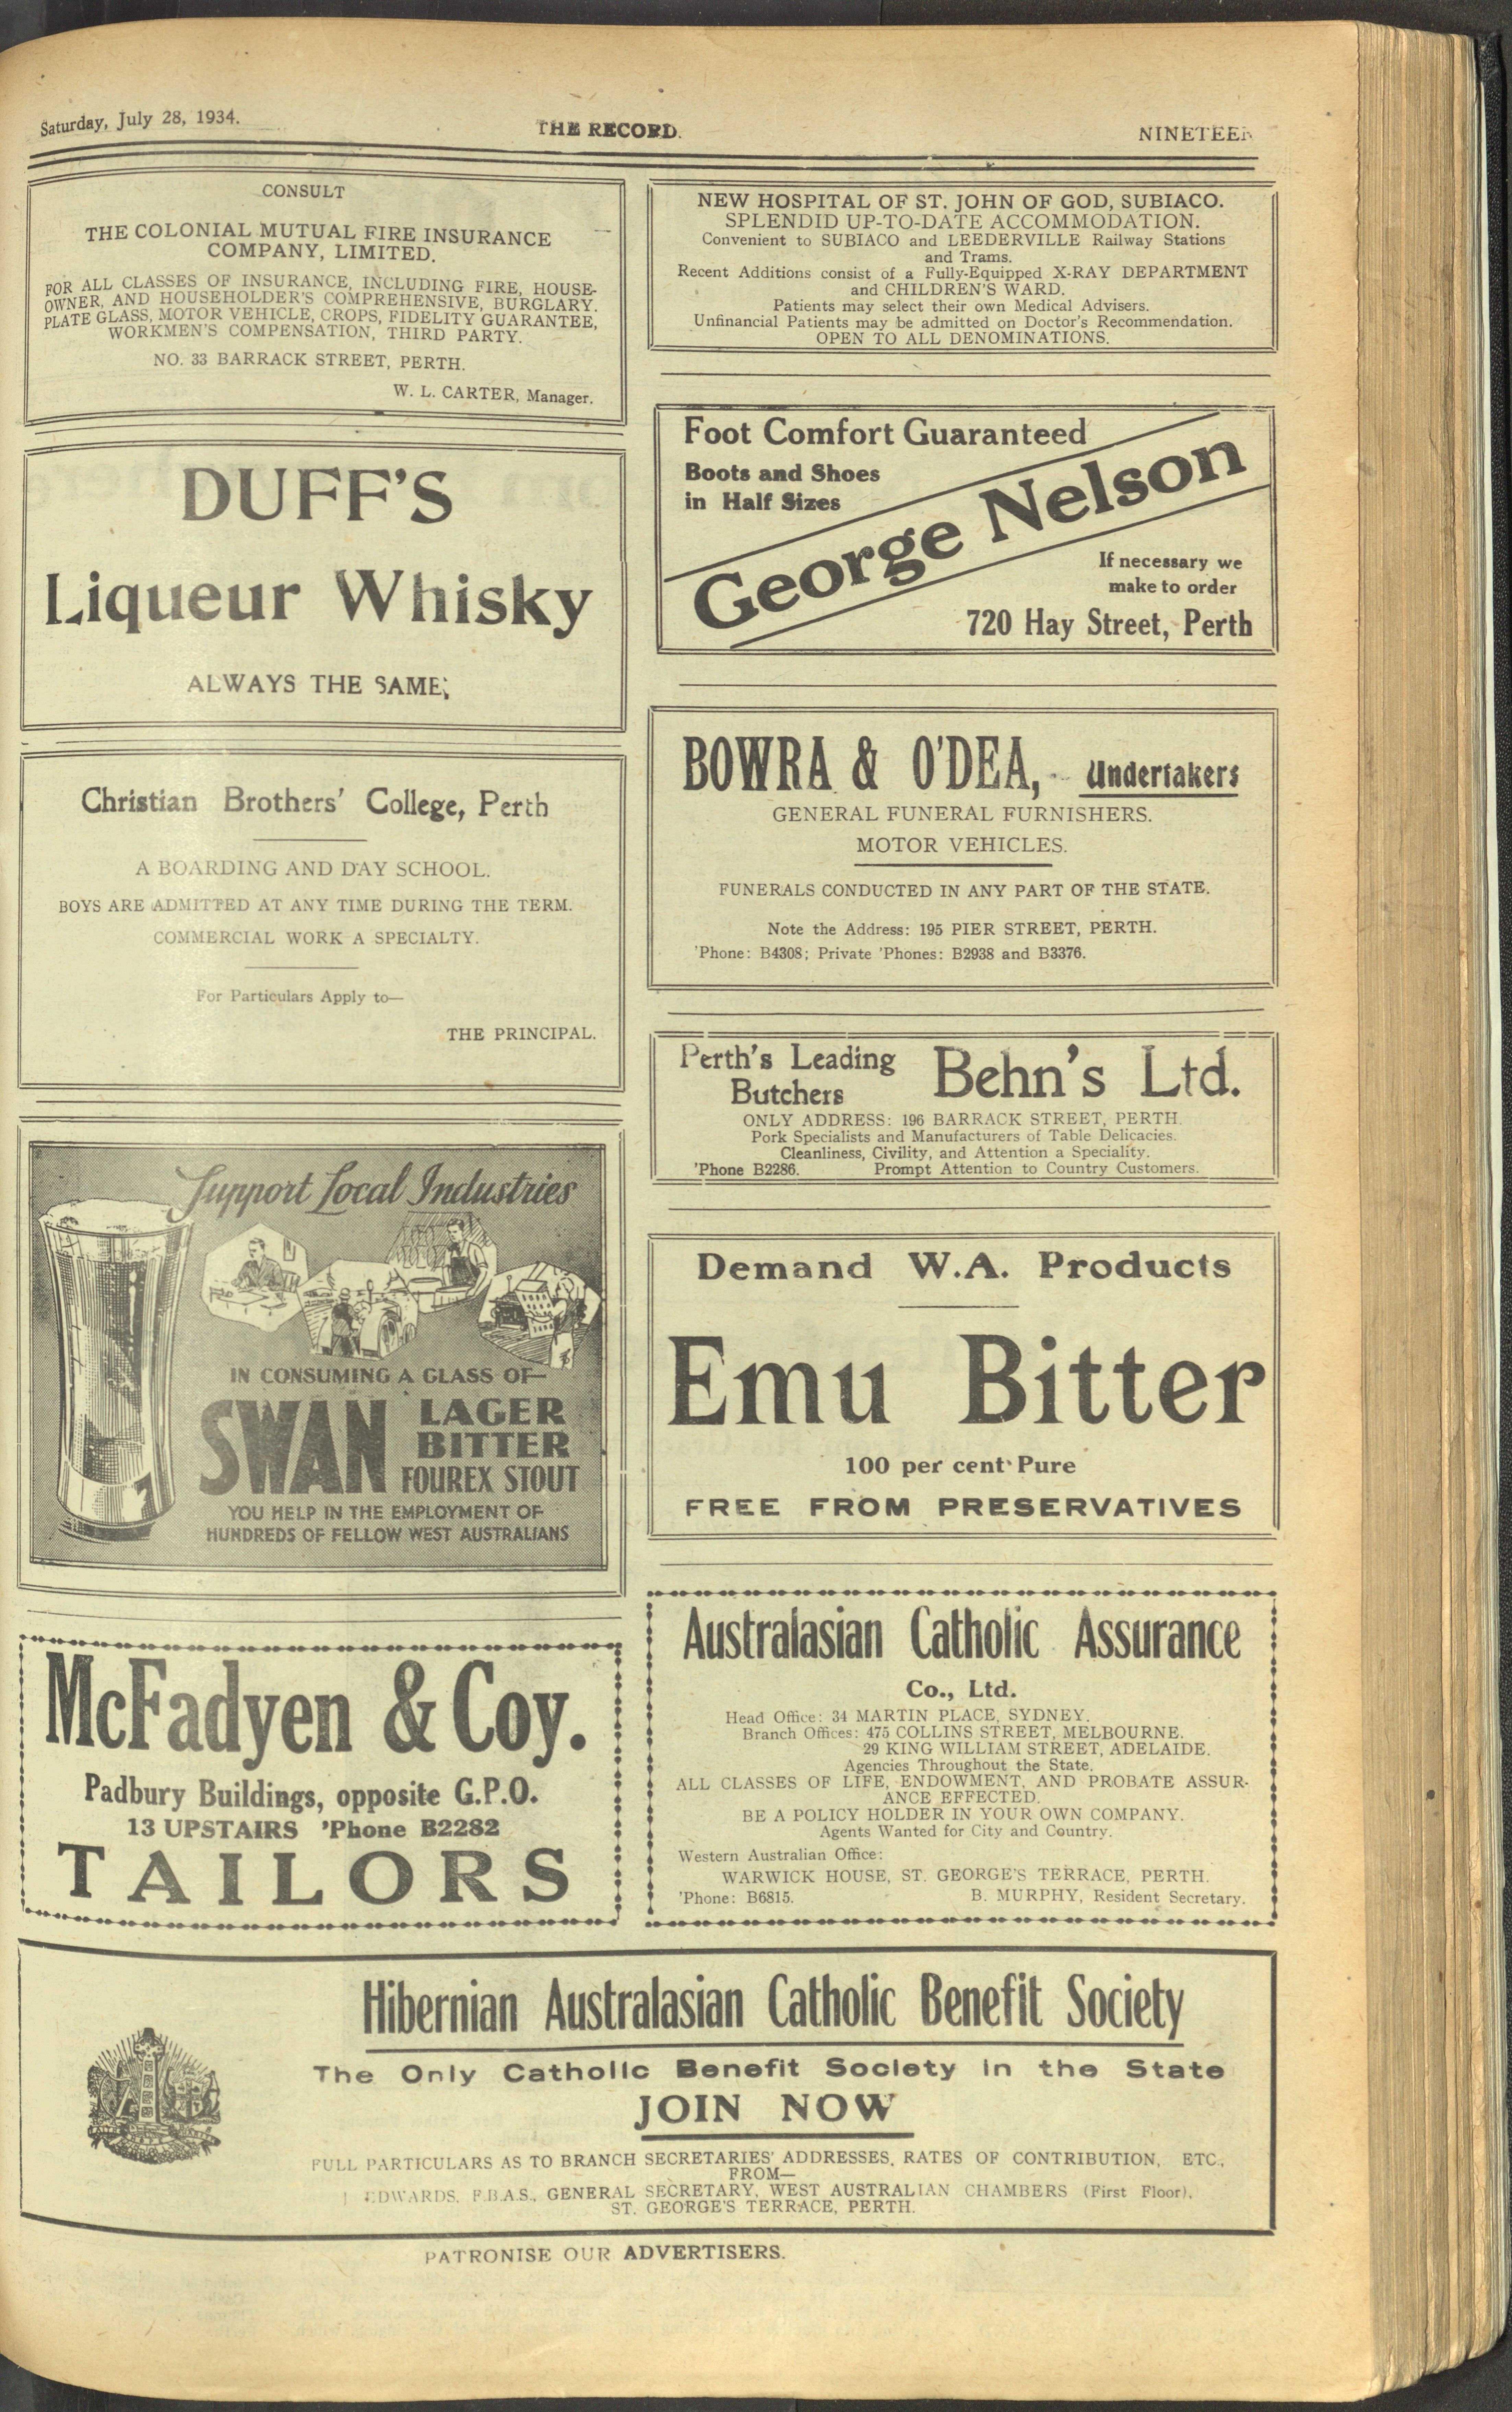 Saturday, July 28, 1934.
THE RECORD.
NINETEEN
CONSULT
THE COLONIAL MUTUAL FIRE INSURANCE
COMPANY, LIMITED.
FOR ALL CLASSES OF INSURANCE, INCLUDING FIRE, HOUSE-
OWNER, AND HOUSEHOLDER'S COMPREHENSIVE, BURGLARY.
PLATE GLASS, MOTOR VEHICLE, CROPS, FIDELITY GUARANTEE,
WORKMEN'S COMPENSATION, THIRD PARTY.
NO. 33 BARRACK STREET, PERTH.
W. L. CARTER, Manager.
DUFF'S
Liqueur Whisky
ALWAYS THE SAME;
Christian Brothers' College, Perth
A BOARDING AND DAY SCHOOL.
BOYS ARE ADMITTED AT ANY TIME DURING THE TERM.
COMMERCIAL WORK A SPECIALTY.
For Particulars Apply to—
THE PRINCIPAL.
Support Local Industries
IN CONSUMING A GLASS OF—
SWAN LAGER
BITTER
FOUREX STOUT
YOU HELP IN THE EMPLOYMENT OF
HUNDREDS OF FELLOW WEST AUSTRALIANS
McFadyen & Coy.
Padbury Buildings, opposite G.P.O.
13 UPSTAIRS 'Phone B2282
TAILORS
NEW HOSPITAL OF ST. JOHN OF GOD, SUBIACO.
SPLENDID UP-TO-DATE ACCOMMODATION.
Convenient to SUBIACO and LEEDERVILLE Railway Stations
and Trams.
Recent Additions consist of a Fully-Equipped X-RAY DEPARTMENT
and CHILDREN'S WARD.
Patients may select their own Medical Advisers.
Unfinancial Patients may be admitted on Doctor's Recommendation.
OPEN TO ALL DENOMINATIONS.
Foot Comfort Guaranteed
Boots and Shoes
in Half Sizes
George Nelson
If necessary we
make to order
720 Hay Street, Perth
BOWRA & O'DEA, Undertakers
GENERAL FUNERAL FURNISHERS.
MOTOR VEHICLES.
FUNERALS CONDUCTED IN ANY PART OF THE STATE.
Note the Address: 195 PIER STREET, PERTH.
'Phone: B4308; Private 'Phones: B2938 and B3376.
Perth's Leading
Butchers
Behn's Ltd.
ONLY ADDRESS: 196 BARRACK STREET, PERTH.
Pork Specialists and Manufacturers of Table Delicacies.
Cleanliness, Civility, and Attention a Speciality.
'Phone B2286. Prompt Attention to Country Customers.
Demand W.A. Products
Emu Bitter
100 per cent Pure
FREE FROM PRESERVATIVES
Australasian Catholic Assurance
Co., Ltd.
Head Office: 34 MARTIN PLACE, SYDNEY.
Branch Offices: 475 COLLINS STREET, MELBOURNE.
29 KING WILLIAM STREET, ADELAIDE.
Agencies Throughout the State.
ALL CLASSES OF LIFE, ENDOWMENT, AND PROBATE ASSUR-
ANCE EFFECTED.
BE A POLICY HOLDER IN YOUR OWN COMPANY.
Agents Wanted for City and Country.
Western Australian Office:
WARWICK HOUSE, ST. GEORGE'S TERRACE, PERTH.
'Phone: B6815. B. MURPHY, Resident Secretary.
Hibernian Australasian Catholic Benefit Society
The Only Catholic Benefit Society in the State
JOIN NOW
FULL PARTICULARS AS TO BRANCH SECRETARIES' ADDRESSES, RATES OF CONTRIBUTION, ETC.,
FROM—
EDWARDS, F.B.A.S., GENERAL SECRETARY, WEST AUSTRALIAN CHAMBERS (First Floor),
ST. GEORGE'S TERRACE, PERTH.
PATRONISE OUR ADVERTISERS.